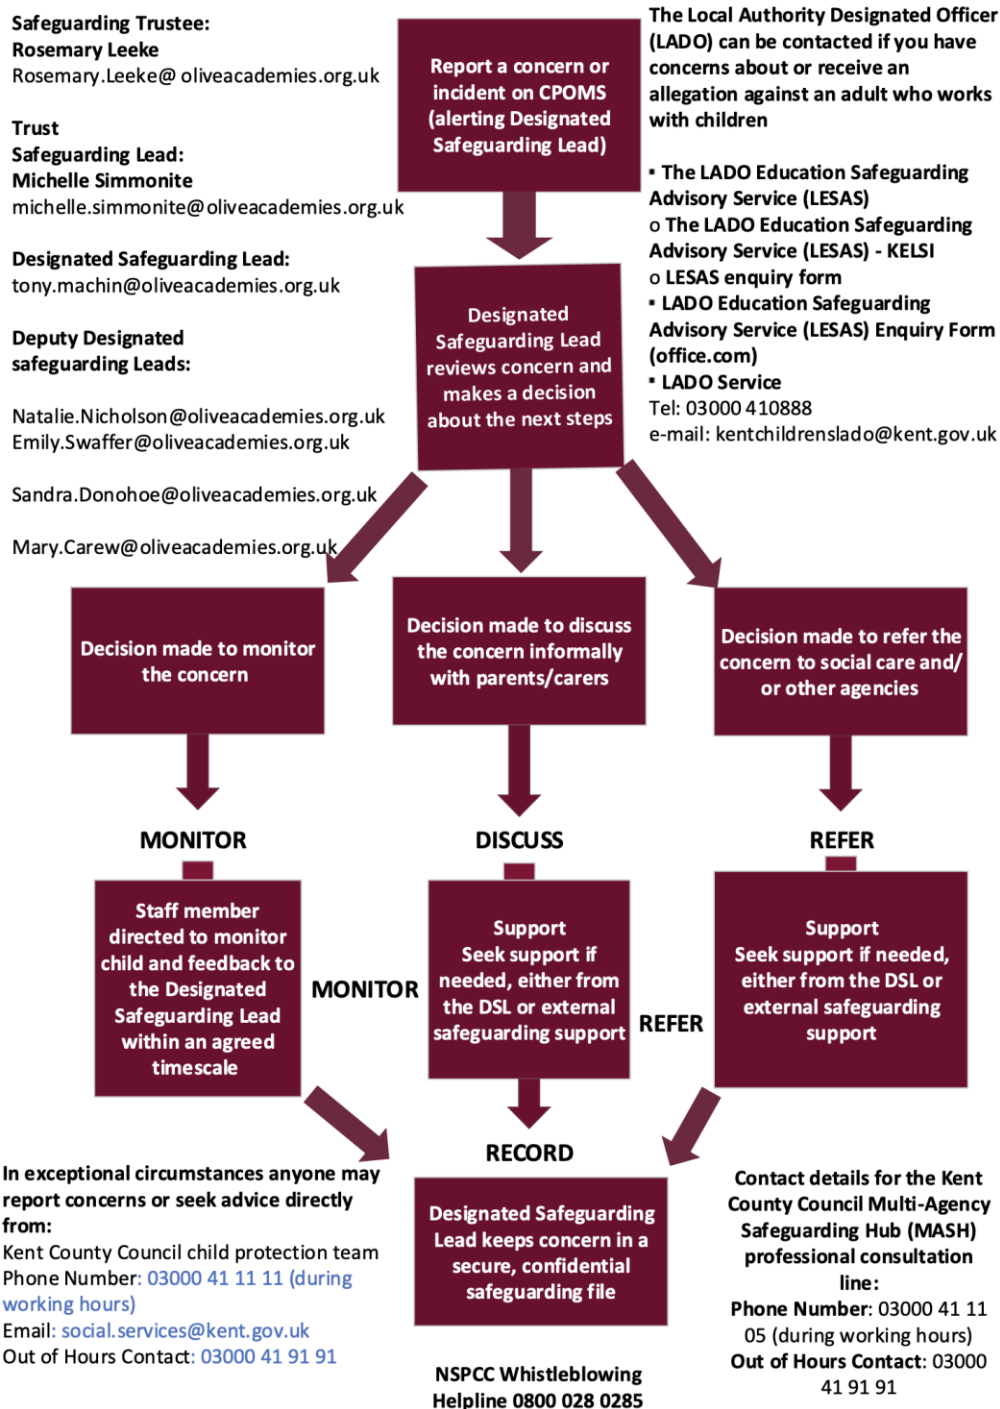 Safeguarding Trustee:
Rosemary Leeke
Rosemary.Leeke@ oliveacademies.org.uk
Trust
Safeguarding Lead:
Michelle Simmonite
michelle.simmonite@oliveacademies.org.uk
Designated Safeguarding Lead:
tony.machin@oliveacademies.org.uk
Deputy Designated
safeguarding Leads:
Natalie.Nicholson@oliveacademies.org.uk
Emily.Swaffer@oliveacademies.org.uk
Sandra.Donohoe@oliveacademies.org.uk
Mary.Carew@oliveacademies.org.uk
Report a concern or
incident on CPOMS
(alerting Designated
Safeguarding Lead)
The Local Authority Designated Officer
(LADO) can be contacted if you have
concerns about or receive an
allegation against an adult who works
with children
▪ The LADO Education Safeguarding
Advisory Service (LESAS)
o The LADO Education Safeguarding
Advisory Service (LESAS) - KELSI
o LESAS enquiry form
▪ LADO Education Safeguarding
Advisory Service (LESAS) Enquiry Form
(office.com)
▪ LADO Service
Tel: 03000 410888
e-mail: kentchildrenslado@kent.gov.uk
Designated
Safeguarding Lead
reviews concern and
makes a decision
about the next steps
Decision made to monitor
the concern
Decision made to discuss
the concern informally
with parents/carers
Decision made to refer the
concern to social care and/
or other agencies
MONITOR
DISCUSS
REFER
Staff member
directed to monitor
child and feedback to
the Designated
Safeguarding Lead
within an agreed
timescale
MONITOR
Support
Seek support if
needed, either from
the DSL or external
safeguarding support
REFER
Support
Seek support if needed,
either from the DSL or
external safeguarding
support
RECORD
Designated Safeguarding
Lead keeps concern in a
secure, confidential
safeguarding file
In exceptional circumstances anyone may
report concerns or seek advice directly
from:
Kent County Council child protection team
Phone Number: 03000 41 11 11 (during
working hours)
Email: social.services@kent.gov.uk
Out of Hours Contact: 03000 41 91 91
NSPCC Whistleblowing
Helpline 0800 028 0285
Contact details for the Kent
County Council Multi-Agency
Safeguarding Hub (MASH)
professional consultation
line:
Phone Number: 03000 41 11
05 (during working hours)
Out of Hours Contact: 03000
41 91 91